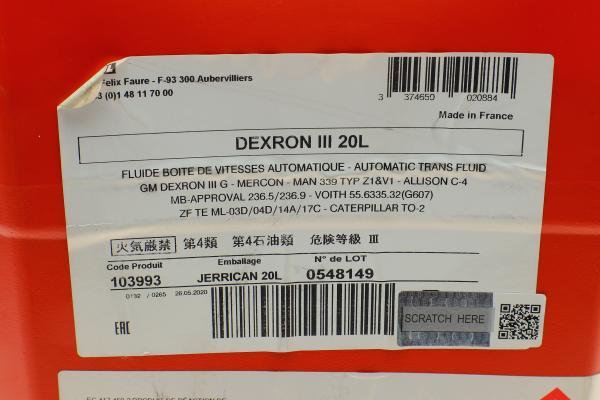 Felix Faure - F-93 300 Aubervilliers
3 (0)1 48 11 70 00
3 374650 020884
Made in France
DEXRON III 20L
FLUIDE BOITE DE VITESSES AUTOMATIQUE - AUTOMATIC TRANS FLUID
GM DEXRON III G - MERCON - MAN 339 TYP Z1&V1 - ALLISON C-4
MB-APPROVAL 236.5/236.9 - VOITH 55.6335.32(G607)
ZF TE ML-03D/04D/14A/17C - CATERPILLAR TO-2
火気厳禁 第4類 第4石油類 危険等級 III
Code Produit Emballage N° de LOT
103993 JERRICAN 20L 0548149
0132 / 0265 26.05.2020
EAC
SCRATCH HERE